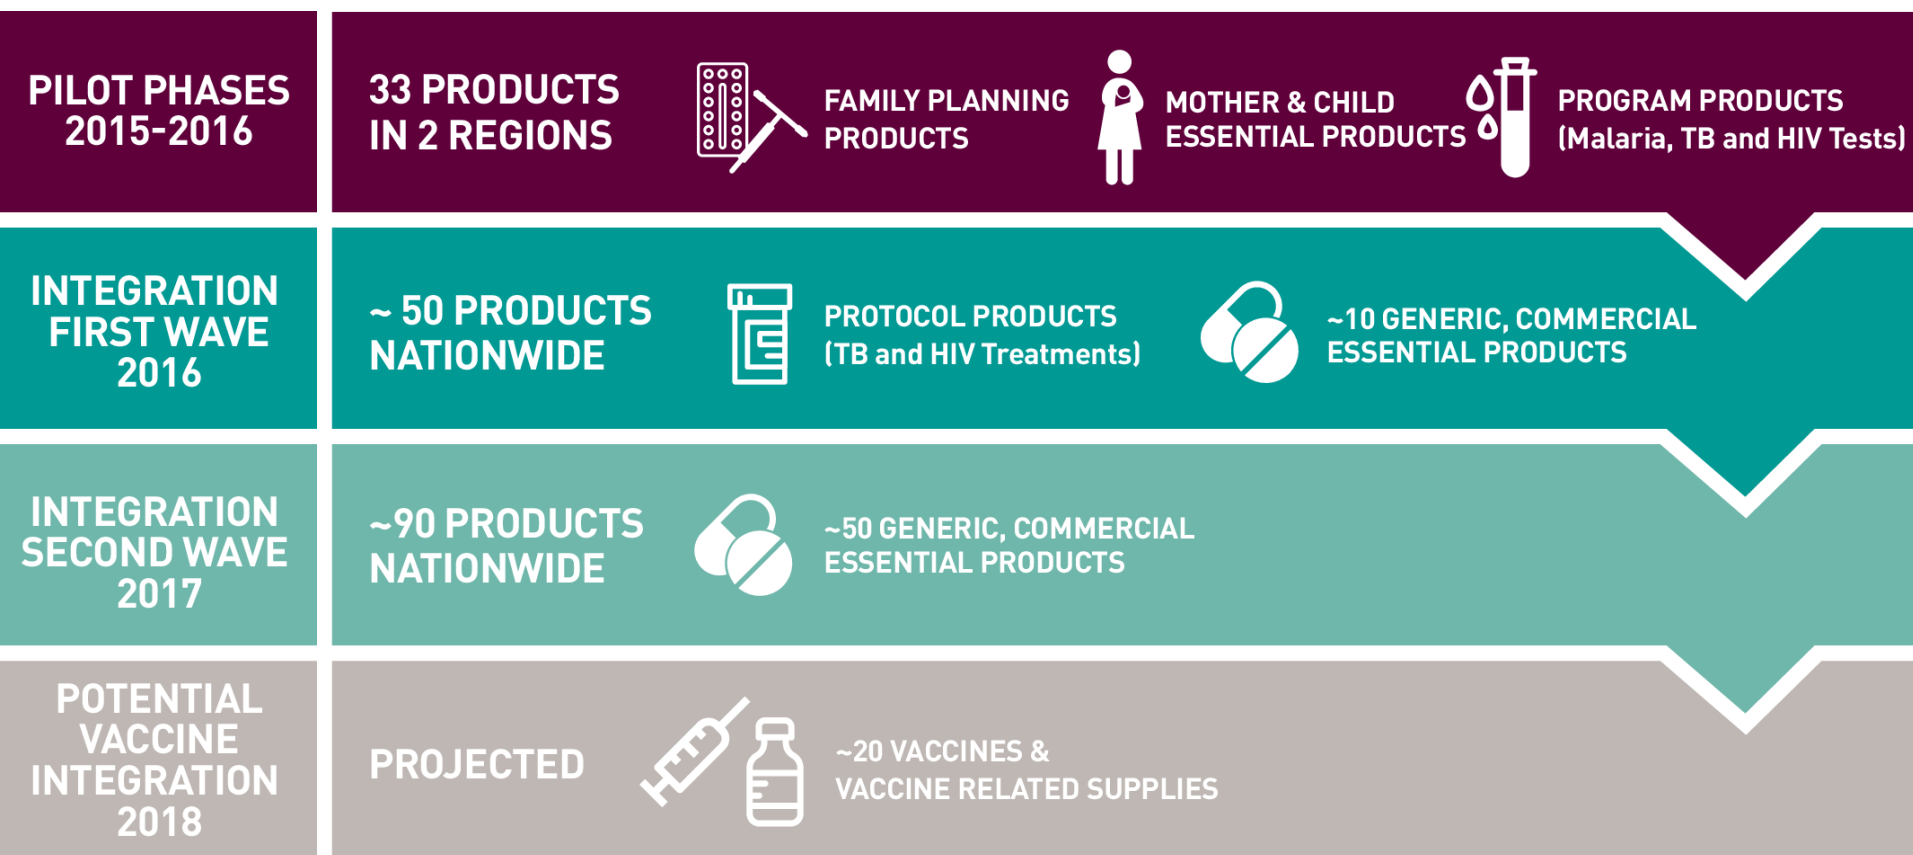 PILOT PHASES
2015-2016
33 PRODUCTS
IN 2 REGIONS
FAMILY PLANNING
PRODUCTS
MOTHER & CHILD
ESSENTIAL PRODUCTS
PROGRAM PRODUCTS
(Malaria, TB and HIV Tests)
INTEGRATION
FIRST WAVE
2016
~ 50 PRODUCTS
NATIONWIDE
PROTOCOL PRODUCTS
(TB and HIV Treatments)
~10 GENERIC, COMMERCIAL
ESSENTIAL PRODUCTS
INTEGRATION
SECOND WAVE
2017
~90 PRODUCTS
NATIONWIDE
~50 GENERIC, COMMERCIAL
ESSENTIAL PRODUCTS
POTENTIAL
VACCINE
INTEGRATION
2018
PROJECTED
~20 VACCINES &
VACCINE RELATED SUPPLIES